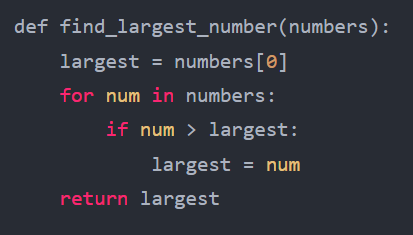 def find_largest_number(numbers):
    largest = numbers[0]
    for num in numbers:
        if num > largest:
            largest = num
    return largest